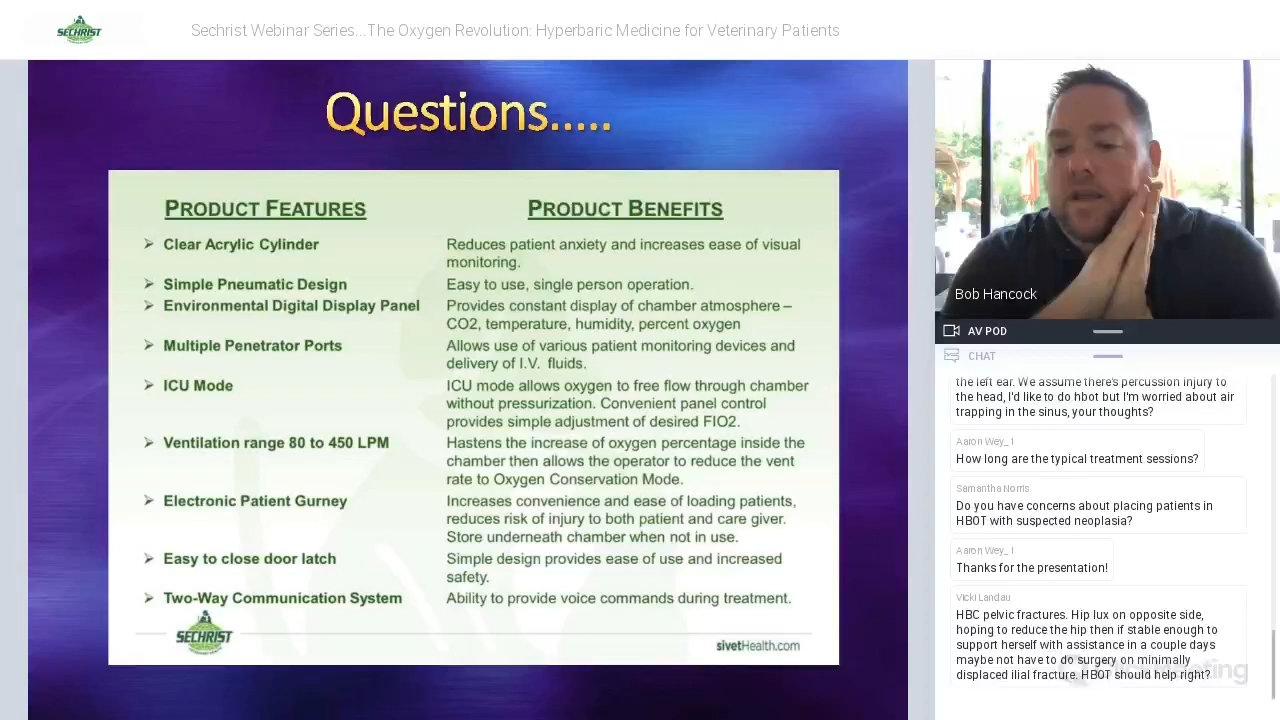 SECHRIST
Sechrist Webinar Series...The Oxygen Revolution: Hyperbaric Medicine for Veterinary Patients
Questions.....
PRODUCT FEATURES
PRODUCT BENEFITS
Clear Acrylic Cylinder
Reduces patient anxiety and increases ease of visual
monitoring.
Simple Pneumatic Design
Easy to use, single person operation.
Environmental Digital Display Panel
Provides constant display of chamber atmosphere –
CO2, temperature, humidity, percent oxygen
Multiple Penetrator Ports
Allows use of various patient monitoring devices and
delivery of I.V. fluids.
ICU Mode
ICU mode allows oxygen to free flow through chamber
without pressurization. Convenient panel control
provides simple adjustment of desired FIO2.
Ventilation range 80 to 450 LPM
Hastens the increase of oxygen percentage inside the
chamber then allows the operator to reduce the vent
rate to Oxygen Conservation Mode.
Electronic Patient Gurney
Increases convenience and ease of loading patients,
reduces risk of injury to both patient and care giver.
Store underneath chamber when not in use.
Easy to close door latch
Simple design provides ease of use and increased
safety.
Two-Way Communication System
Ability to provide voice commands during treatment.
SECHRIST
sivetHealth.com
Bob Hancock
AV POD
CHAT
the left ear. We assume there's percussion injury to
the head, I'd like to do hbot but I'm worried about air
trapping in the sinus, your thoughts?
Aaron Wey_1
How long are the typical treatment sessions?
Samantha Norris
Do you have concerns about placing patients in
HBOT with suspected neoplasia?
Aaron Wey_1
Thanks for the presentation!
Vicki Landau
HBC pelvic fractures. Hip lux on opposite side,
hoping to reduce the hip then if stable enough to
support herself with assistance in a couple days
maybe not have to do surgery on minimally
displaced ilial fracture. HBOT should help right?